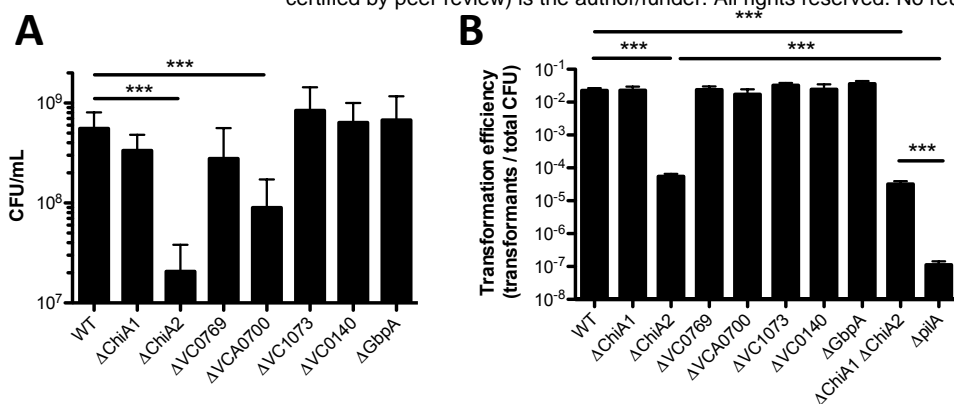 certified by peer review) is the author/funder. All rights reserved. No
A
B
***
***
***
***
***
***
CFU/mL
10⁹
10⁸
10⁷
WT
ΔChiA1
ΔChiA2
ΔVC0769
ΔVCA0700
ΔVC1073
ΔVC0140
ΔGbpA
Transformation efficiency
(transformants / total CFU)
10⁻¹
10⁻²
10⁻³
10⁻⁴
10⁻⁵
10⁻⁶
10⁻⁷
10⁻⁸
WT
ΔChiA1
ΔChiA2
ΔVC0769
ΔVCA0700
ΔVC1073
ΔVC0140
ΔGbpA
ΔChiA1 ΔChiA2
ΔpilA